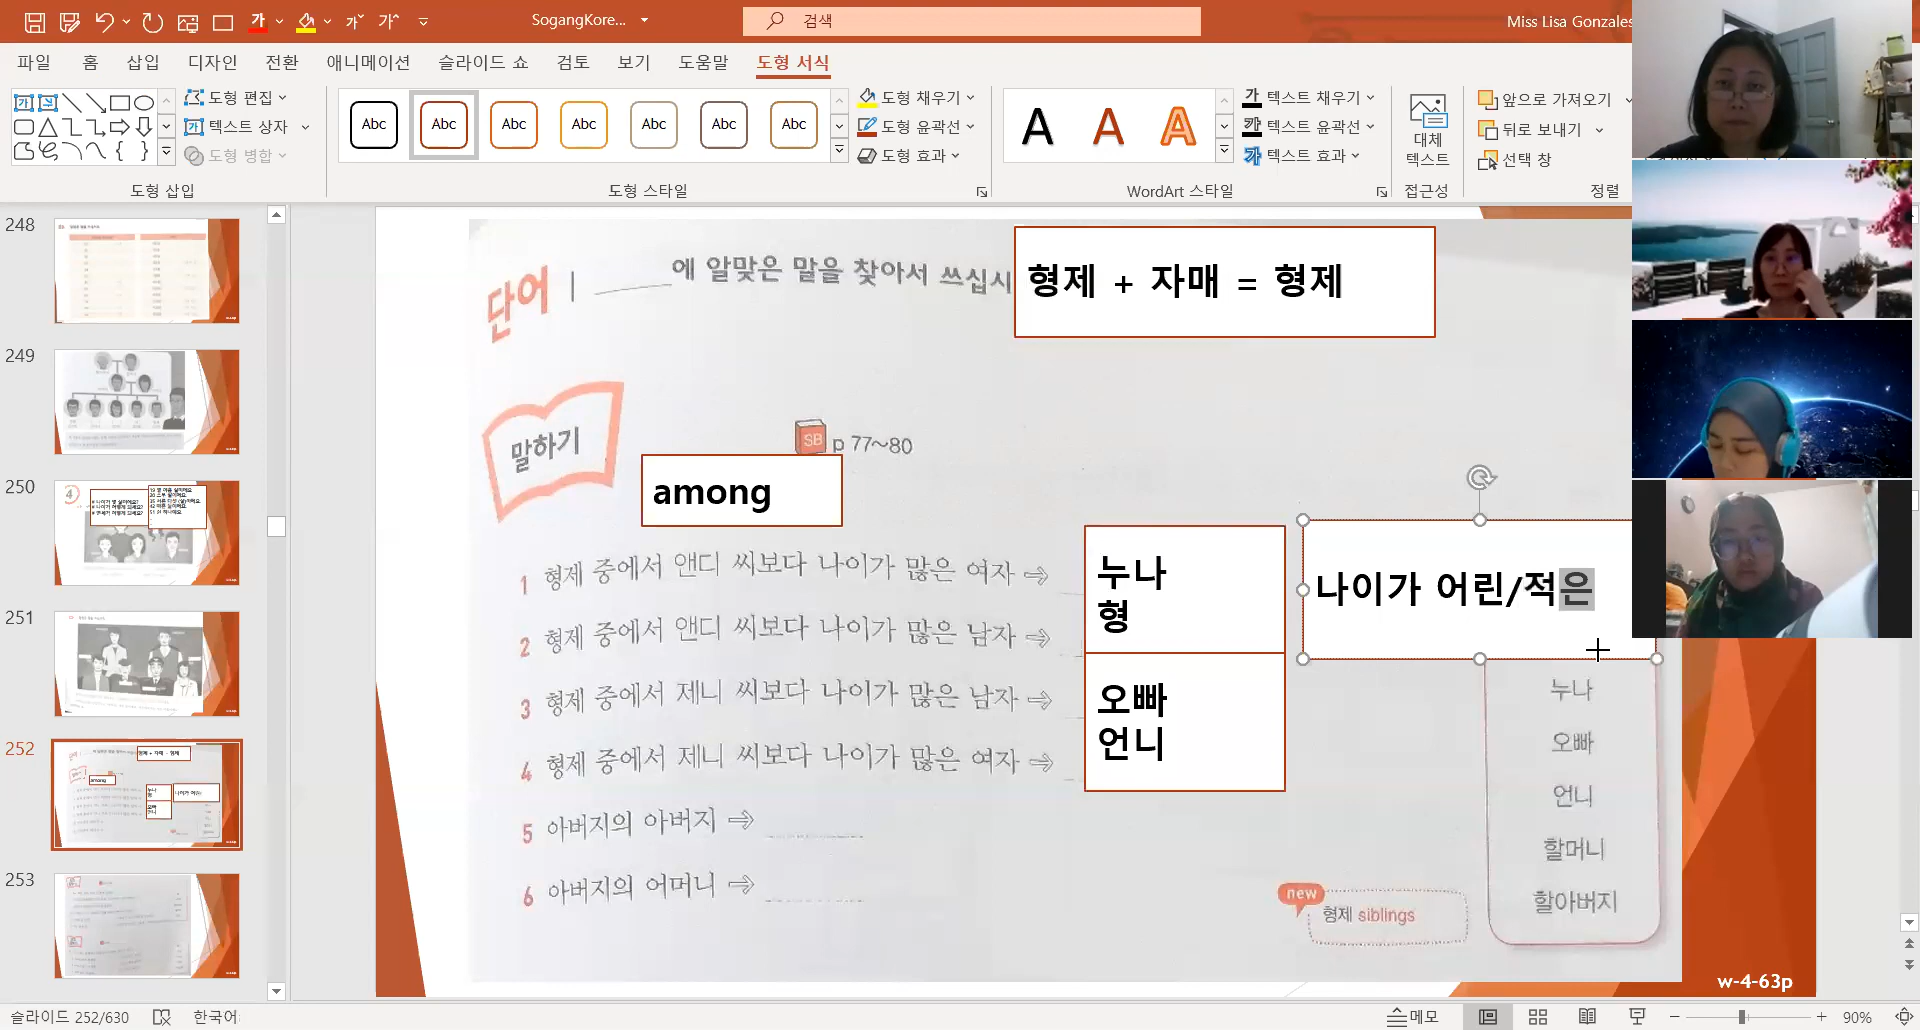 SogangKore...
검색
Miss Lisa Gonzales
파일 홈 삽입 디자인 전환 애니메이션 슬라이드 쇼 검토 보기 도움말 도형 서식
도형 편집
텍스트 상자
도형 병합
도형 삽입
Abc Abc Abc Abc Abc Abc Abc
도형 채우기
도형 윤곽선
도형 효과
도형 스타일
A A A
텍스트 채우기
텍스트 윤곽선
텍스트 효과
WordArt 스타일
대체
텍스트
접근성
앞으로 가져오기
뒤로 보내기
선택 창
정렬
248
249
250
251
252
253
단어
에 알맞은 말을 찾아서 쓰십시
형제 + 자매 = 형제
말하기
SB p 77~80
among
1 형제 중에서 앤디 씨보다 나이가 많은 여자 ⇨
2 형제 중에서 앤디 씨보다 나이가 많은 남자 ⇨
3 형제 중에서 제니 씨보다 나이가 많은 남자 ⇨
4 형제 중에서 제니 씨보다 나이가 많은 여자 ⇨
5 아버지의 아버지 ⇨
6 아버지의 어머니 ⇨
누나
형
오빠
언니
나이가 어린/적은
누나
오빠
언니
할머니
할아버지
new
형제 siblings
w-4-63p
슬라이드 252/630
한국어
메모
90%